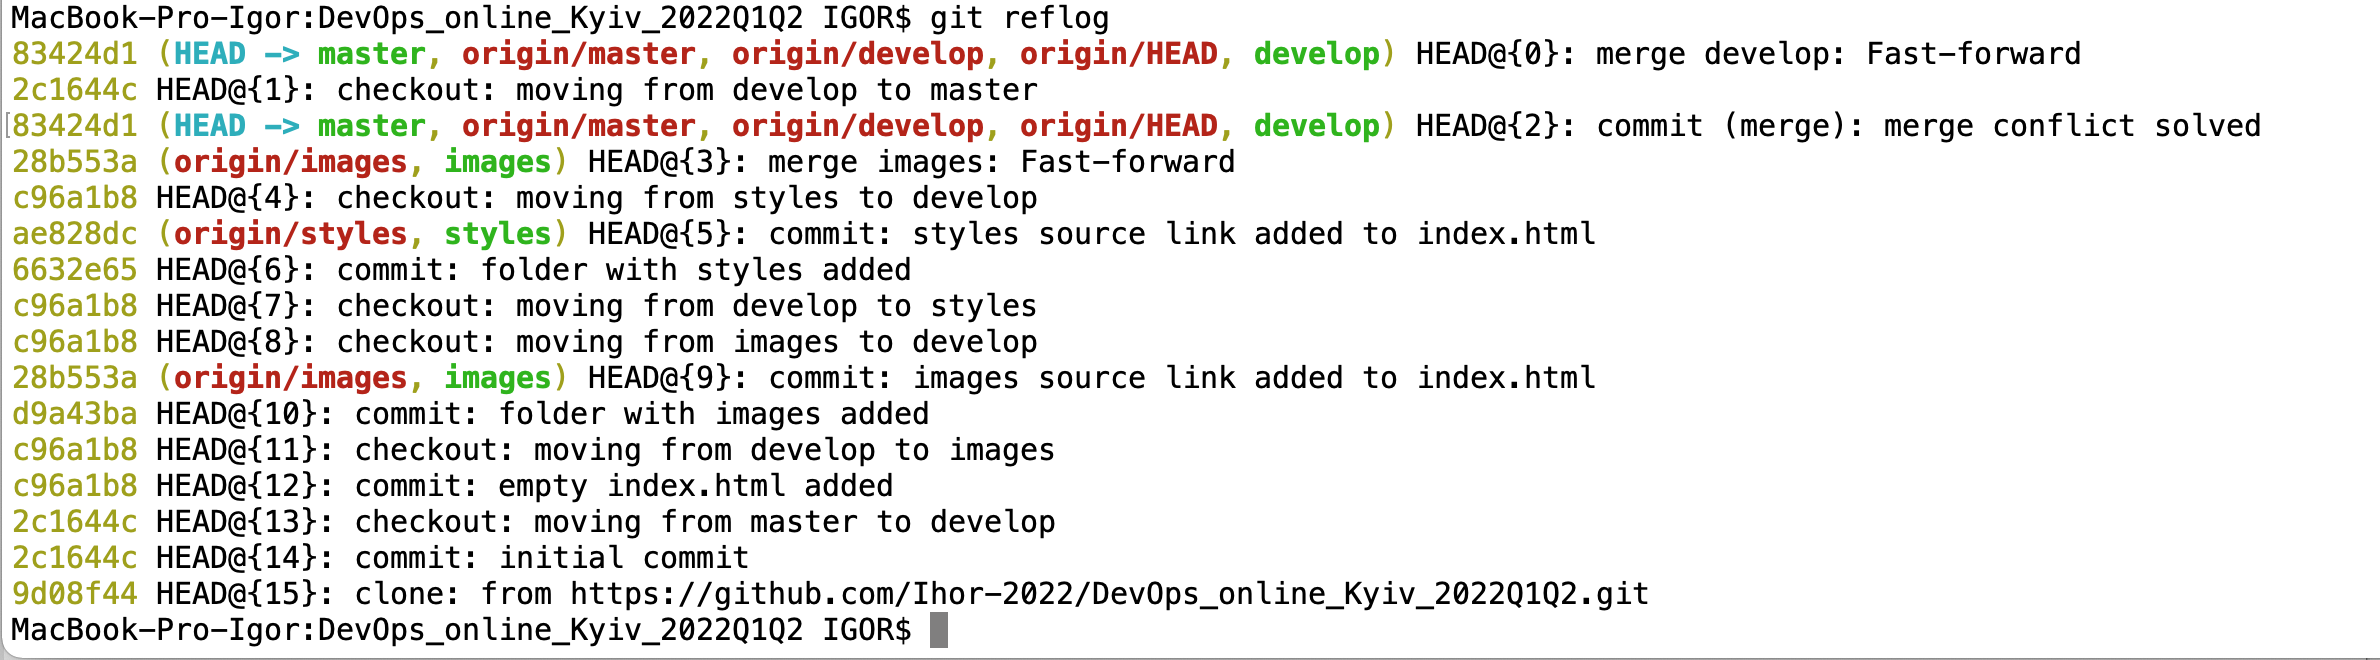 MacBook-Pro-Igor:DevOps_online_Kyiv_2022Q1Q2 IGOR$ git reflog
83424d1 (HEAD -> master, origin/master, origin/develop, origin/HEAD, develop) HEAD@{0}: merge develop: Fast-forward
2c1644c HEAD@{1}: checkout: moving from develop to master
[83424d1 (HEAD -> master, origin/master, origin/develop, origin/HEAD, develop) HEAD@{2}: commit (merge): merge conflict solved
28b553a (origin/images, images) HEAD@{3}: merge images: Fast-forward
c96a1b8 HEAD@{4}: checkout: moving from styles to develop
ae828dc (origin/styles, styles) HEAD@{5}: commit: styles source link added to index.html
6632e65 HEAD@{6}: commit: folder with styles added
c96a1b8 HEAD@{7}: checkout: moving from develop to styles
c96a1b8 HEAD@{8}: checkout: moving from images to develop
28b553a (origin/images, images) HEAD@{9}: commit: images source link added to index.html
d9a43ba HEAD@{10}: commit: folder with images added
c96a1b8 HEAD@{11}: checkout: moving from develop to images
c96a1b8 HEAD@{12}: commit: empty index.html added
2c1644c HEAD@{13}: checkout: moving from master to develop
2c1644c HEAD@{14}: commit: initial commit
9d08f44 HEAD@{15}: clone: from https://github.com/Ihor-2022/DevOps_online_Kyiv_2022Q1Q2.git
MacBook-Pro-Igor:DevOps_online_Kyiv_2022Q1Q2 IGOR$